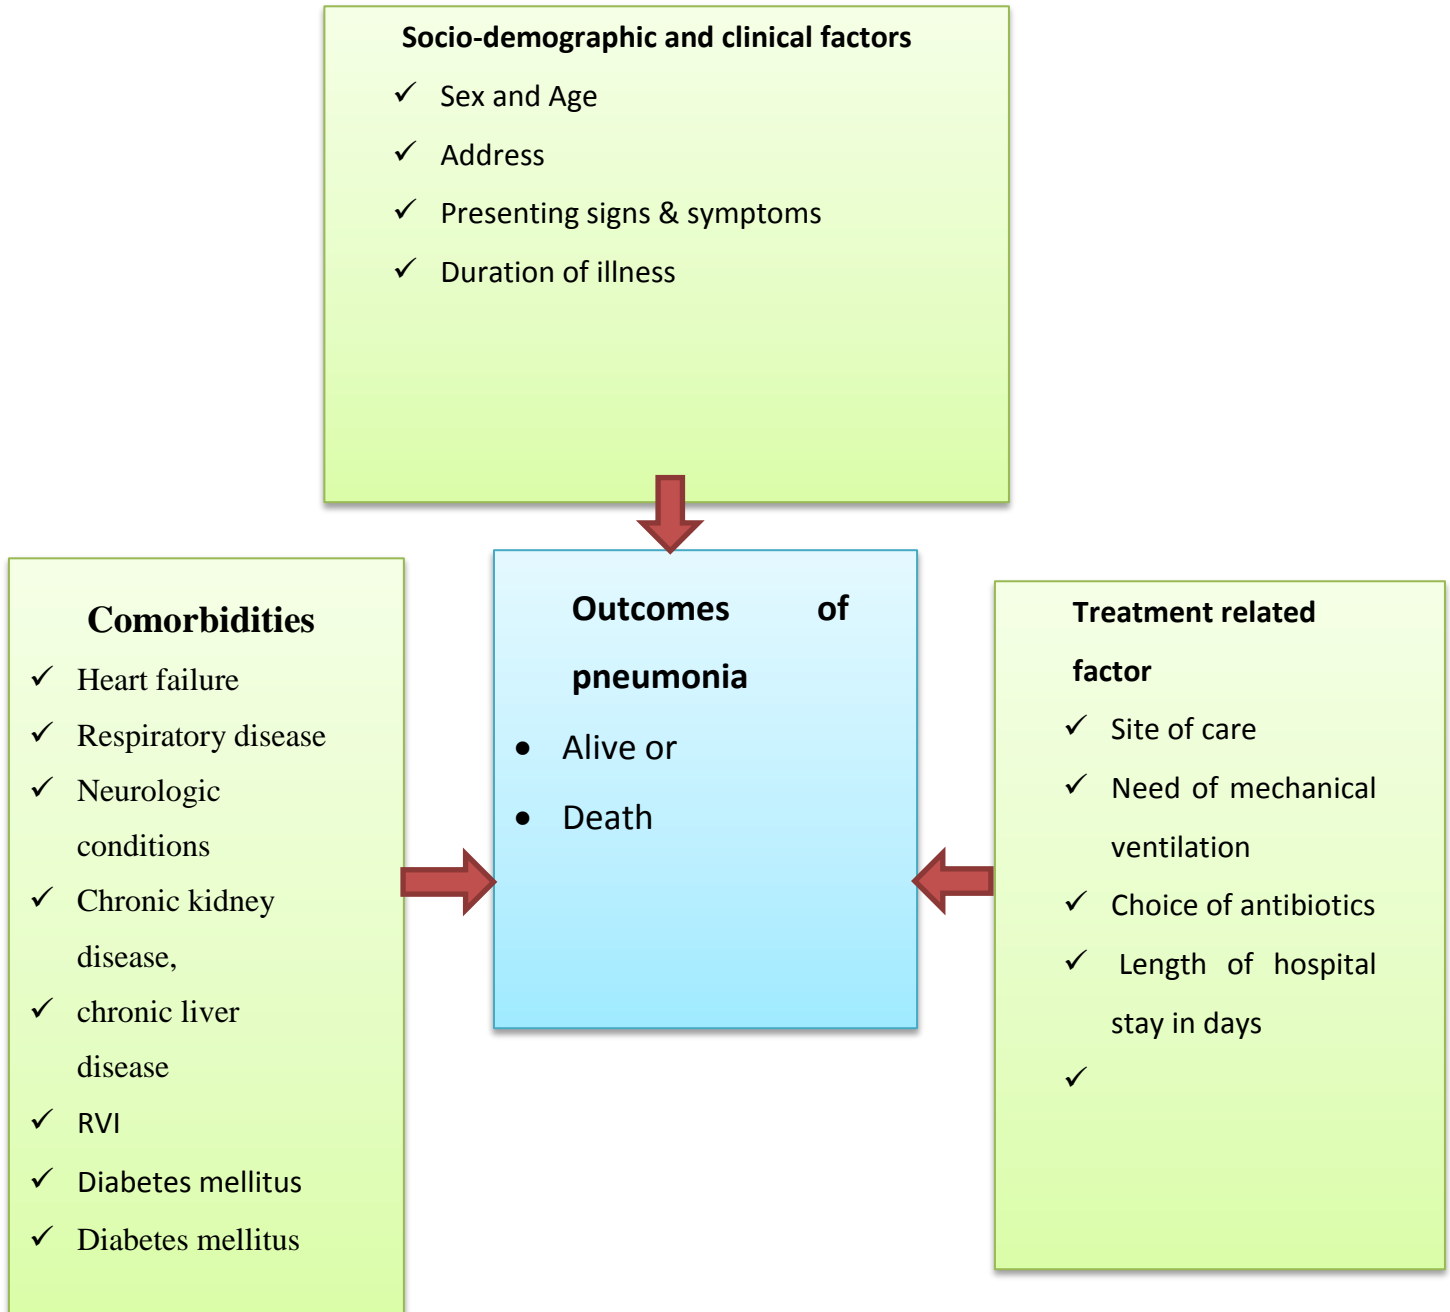 Socio-demographic and clinical factors
✓ Sex and Age
✓ Address
✓ Presenting signs & symptoms
✓ Duration of illness
Comorbidities
✓ Heart failure
✓ Respiratory disease
✓ Neurologic
conditions
✓ Chronic kidney
disease,
✓ chronic liver
disease
✓ RVI
✓ Diabetes mellitus
✓ Diabetes mellitus
Outcomes of
pneumonia
• Alive or
• Death
Treatment related
factor
✓ Site of care
✓ Need of mechanical
ventilation
✓ Choice of antibiotics
✓ Length of hospital
stay in days
✓